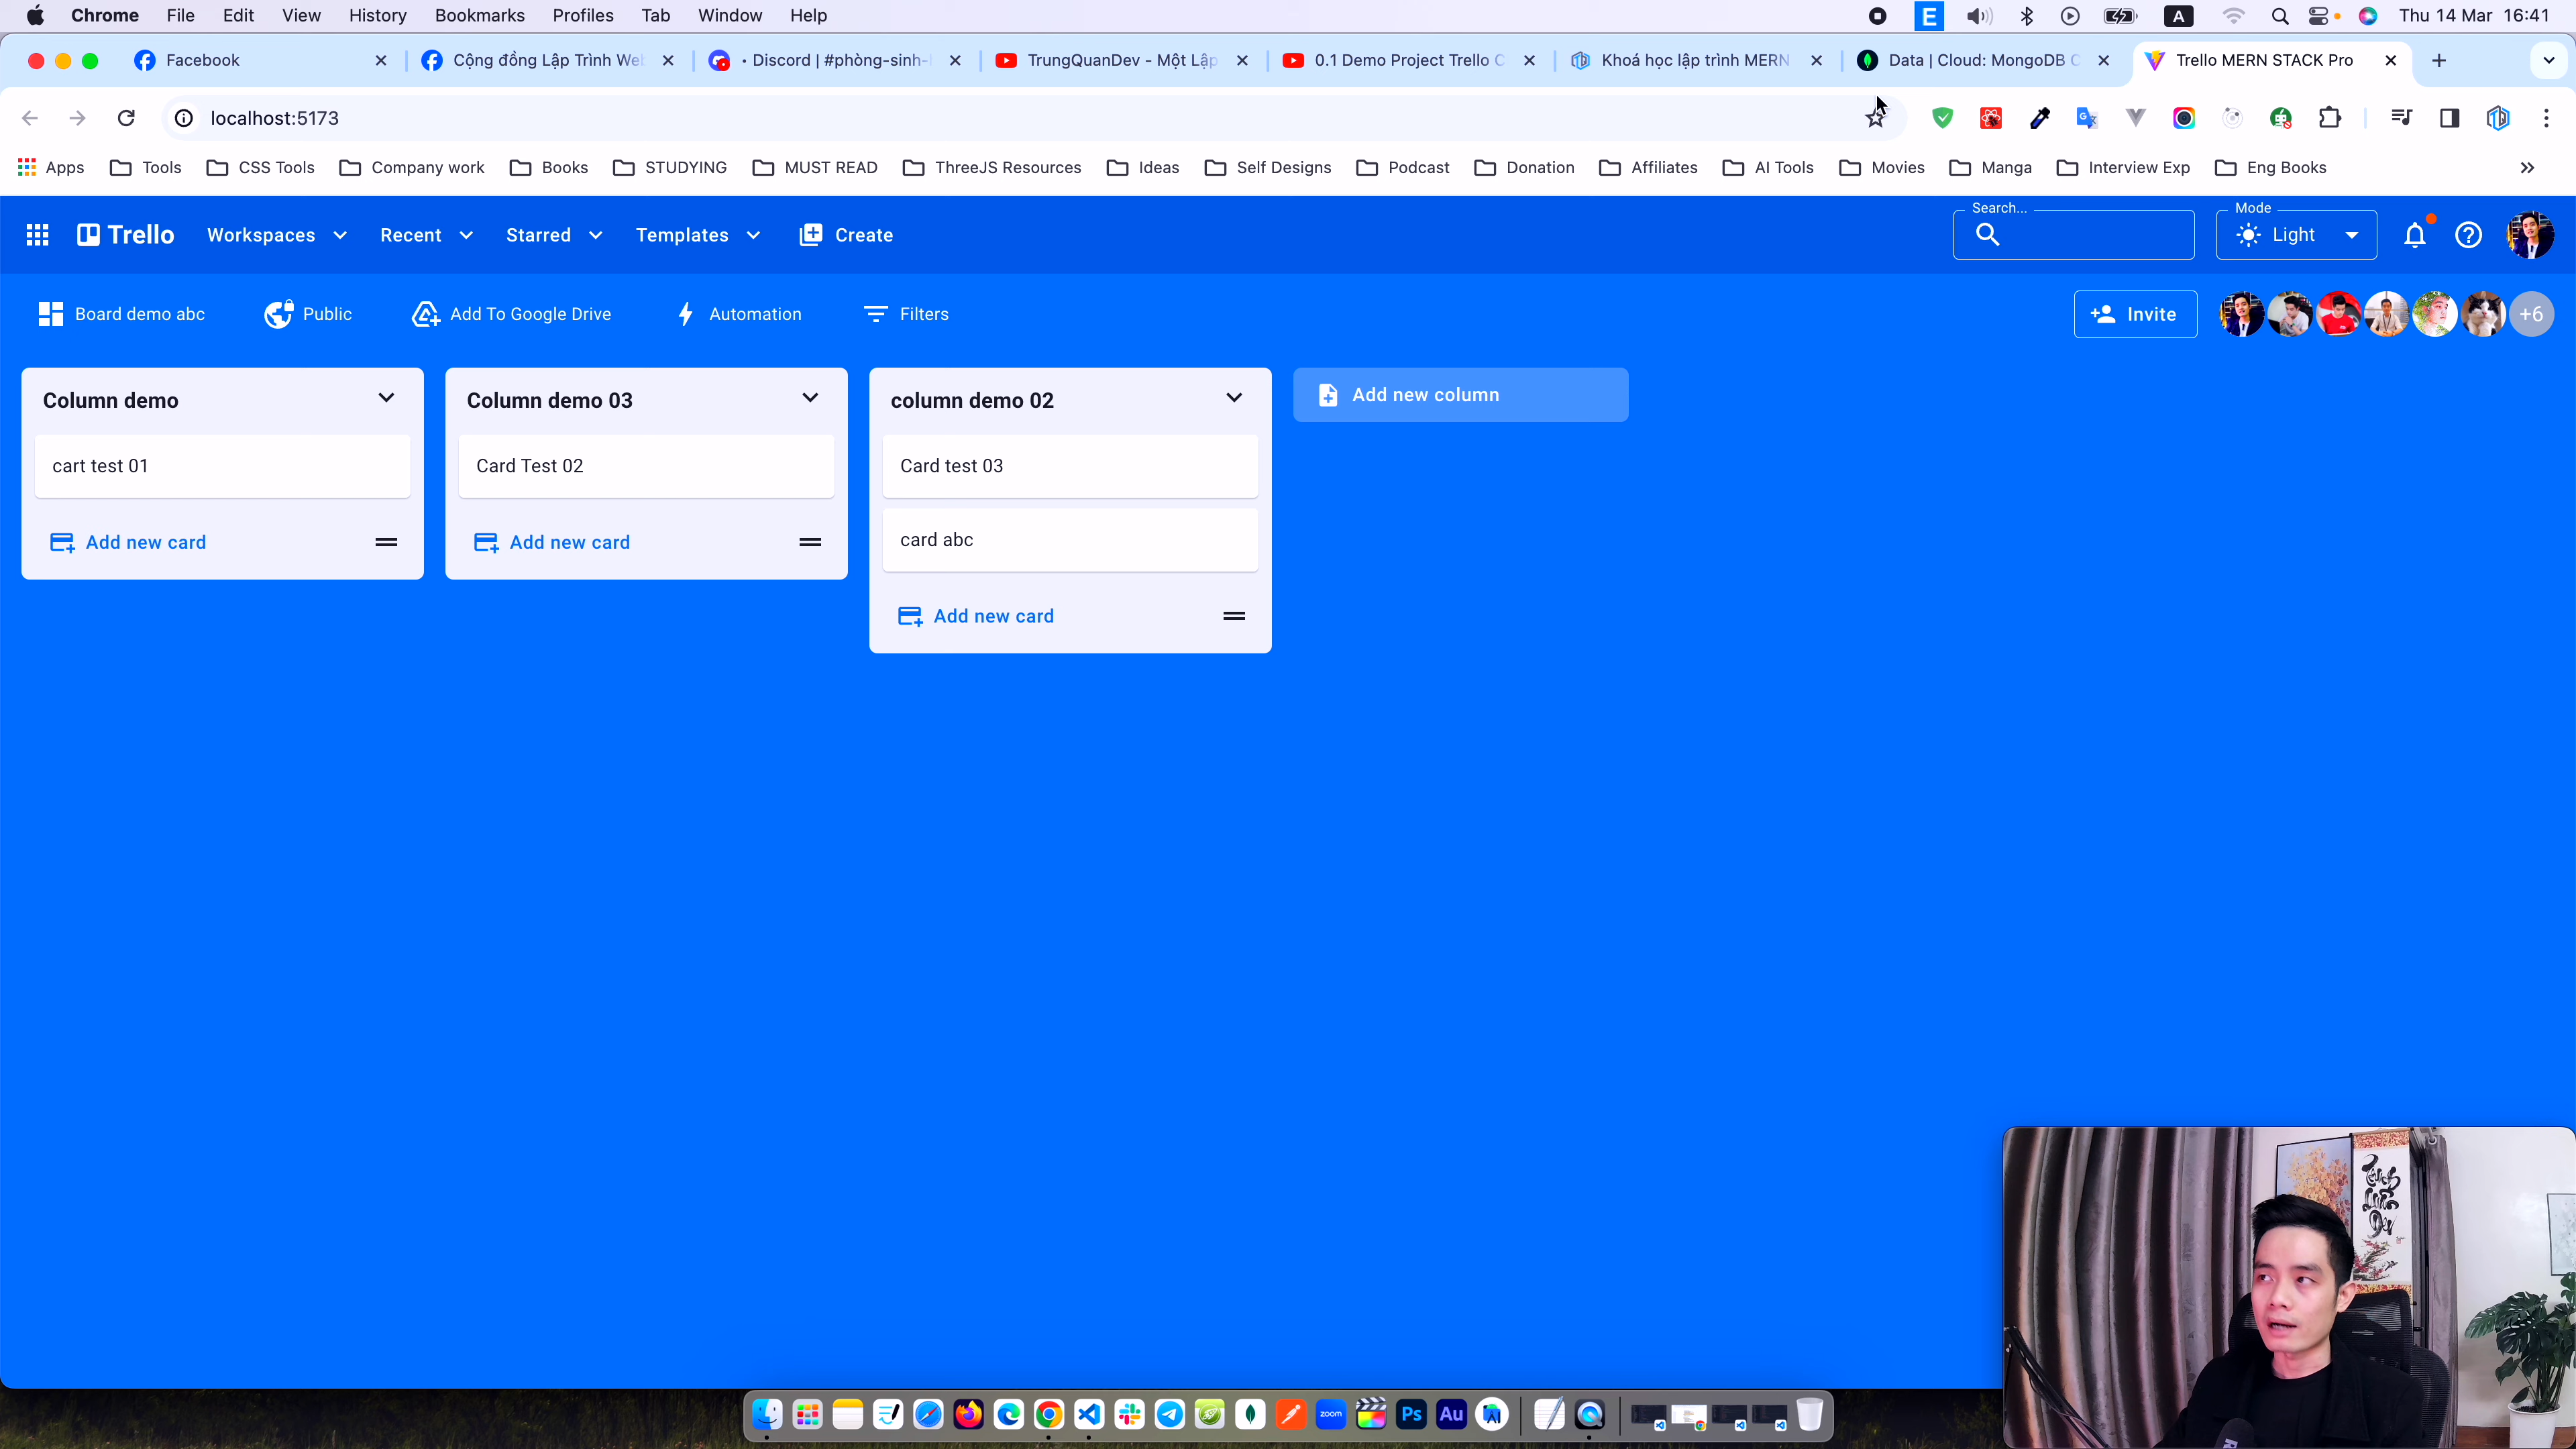 Chrome File Edit View History Bookmarks Profiles Tab Window Help E A Thu 14 Mar 16:41
Facebook Cộng đồng Lập Trình We • Discord | #phòng-sinh- TrungQuanDev - Một Lập 0.1 Demo Project Trello C Khoá học lập trình MERN Data | Cloud: MongoDB C Trello MERN STACK Pro
localhost:5173
Apps Tools CSS Tools Company work Books STUDYING MUST READ ThreeJS Resources Ideas Self Designs Podcast Donation Affiliates AI Tools Movies Manga Interview Exp Eng Books
Trello Workspaces Recent Starred Templates Create Search... Mode Light
Board demo abc Public Add To Google Drive Automation Filters Invite +6
Column demo
cart test 01
Add new card
Column demo 03
Card Test 02
Add new card
column demo 02
Card test 03
card abc
Add new card
Add new column
zoom Ps Au